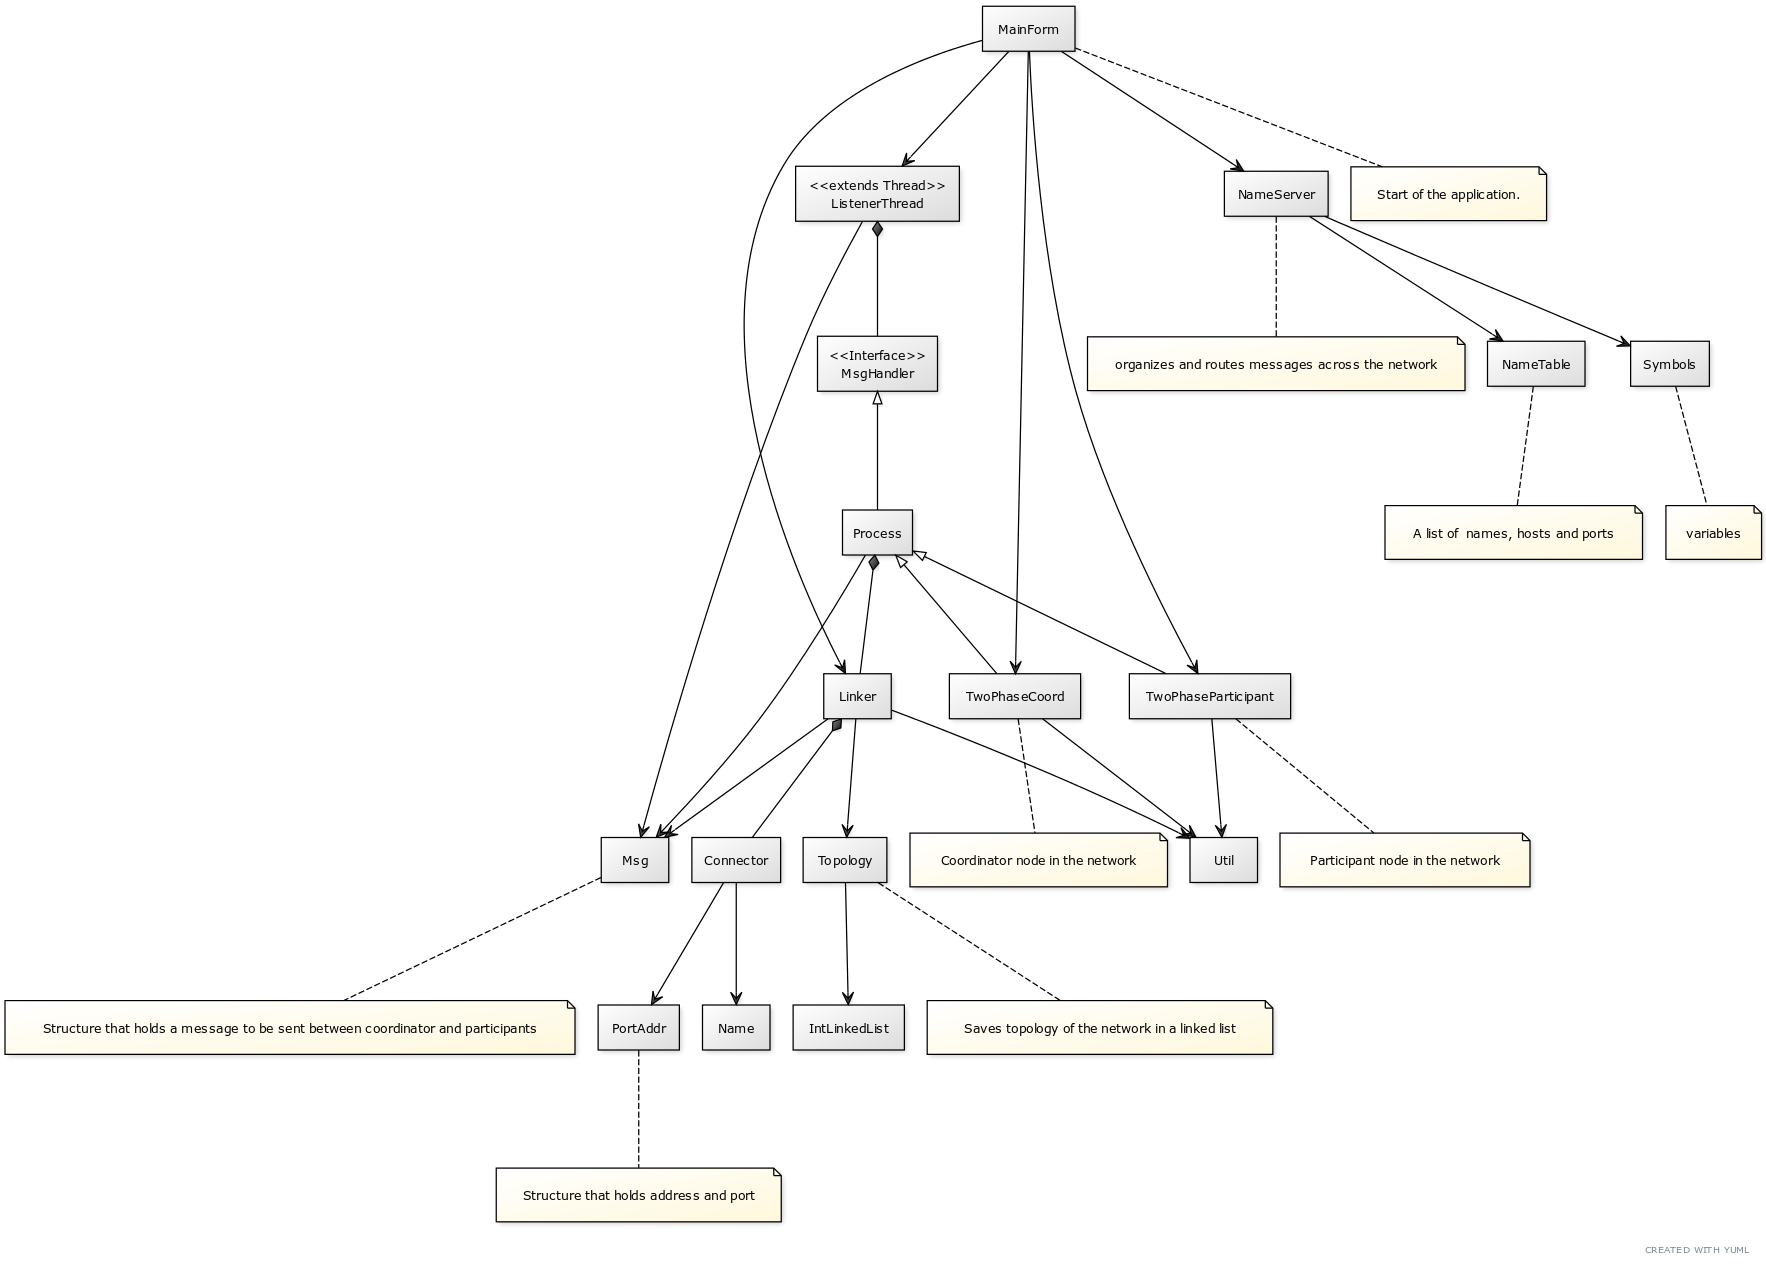 MainForm
<<extends Thread>>
ListenerThread
NameServer
Start of the application.
<<Interface>>
MsgHandler
organizes and routes messages across the network
NameTable
Symbols
Process
A list of  names, hosts and ports
variables
Linker
TwoPhaseCoord
TwoPhaseParticipant
Msg
Connector
Topology
Coordinator node in the network
Util
Participant node in the network
Structure that holds a message to be sent between coordinator and participants
PortAddr
Name
IntLinkedList
Saves topology of the network in a linked list
Structure that holds address and port
CREATED WITH YUML